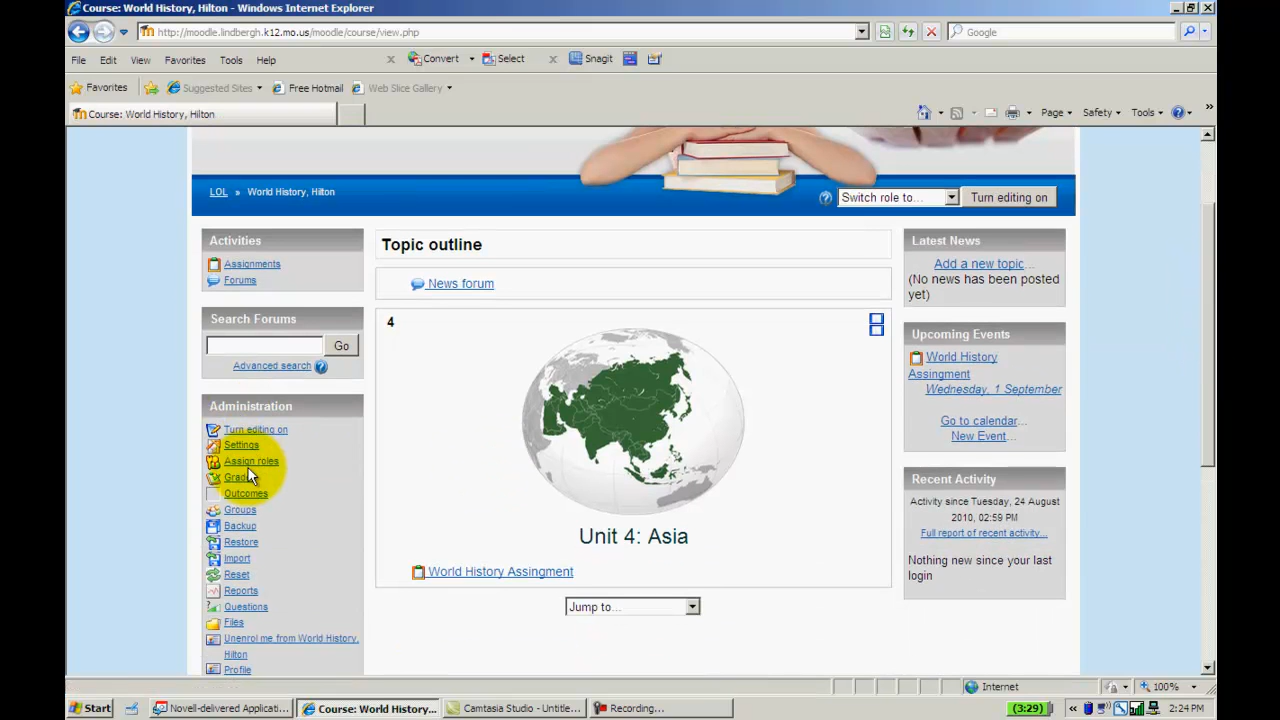 Course: World History, Hilton - Windows Internet Explorer
http://moodle.lindbergh.k12.mo.us/moodle/course/view.php
Google
File Edit View Favorites Tools Help
Convert Select Snagit
Favorites Suggested Sites Free Hotmail Web Slice Gallery
Course: World History, Hilton
Page Safety Tools
LOL » World History, Hilton
Switch role to...
Turn editing on
Activities
Assignments
Forums
Search Forums
Go
Advanced search
Administration
Turn editing on
Settings
Assign roles
Outcomes
Groups
Backup
Restore
Import
Reset
Reports
Questions
Files
Unenrol me from World History,
Hilton
Profile
Topic outline
News forum
4
Unit 4: Asia
World History Assingment
Jump to...
Latest News
Add a new topic...
(No news has been posted
yet)
Upcoming Events
World History
Assingment
Wednesday, 1 September
Go to calendar...
New Event...
Recent Activity
Activity since Tuesday, 24 August
2010, 02:59 PM
Full report of recent activity...
Nothing new since your last
login
Internet
100%
Start
Novell-delivered Applicati...
Course: World History...
Camtasia Studio - Untitle...
Recording...
(3:29)
2:24 PM